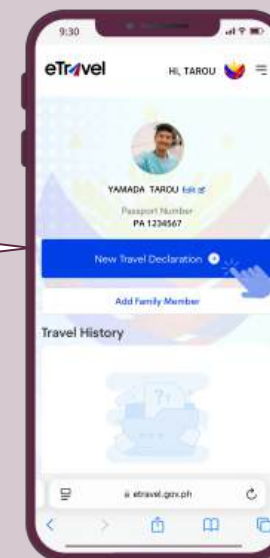 9:30
eTravel
HI, TAROU
YAMADA TAROU Edit
Passport Number
PA 1234567
New Travel Declaration
Add Family Member
Travel History
?!
etravel.gov.ph